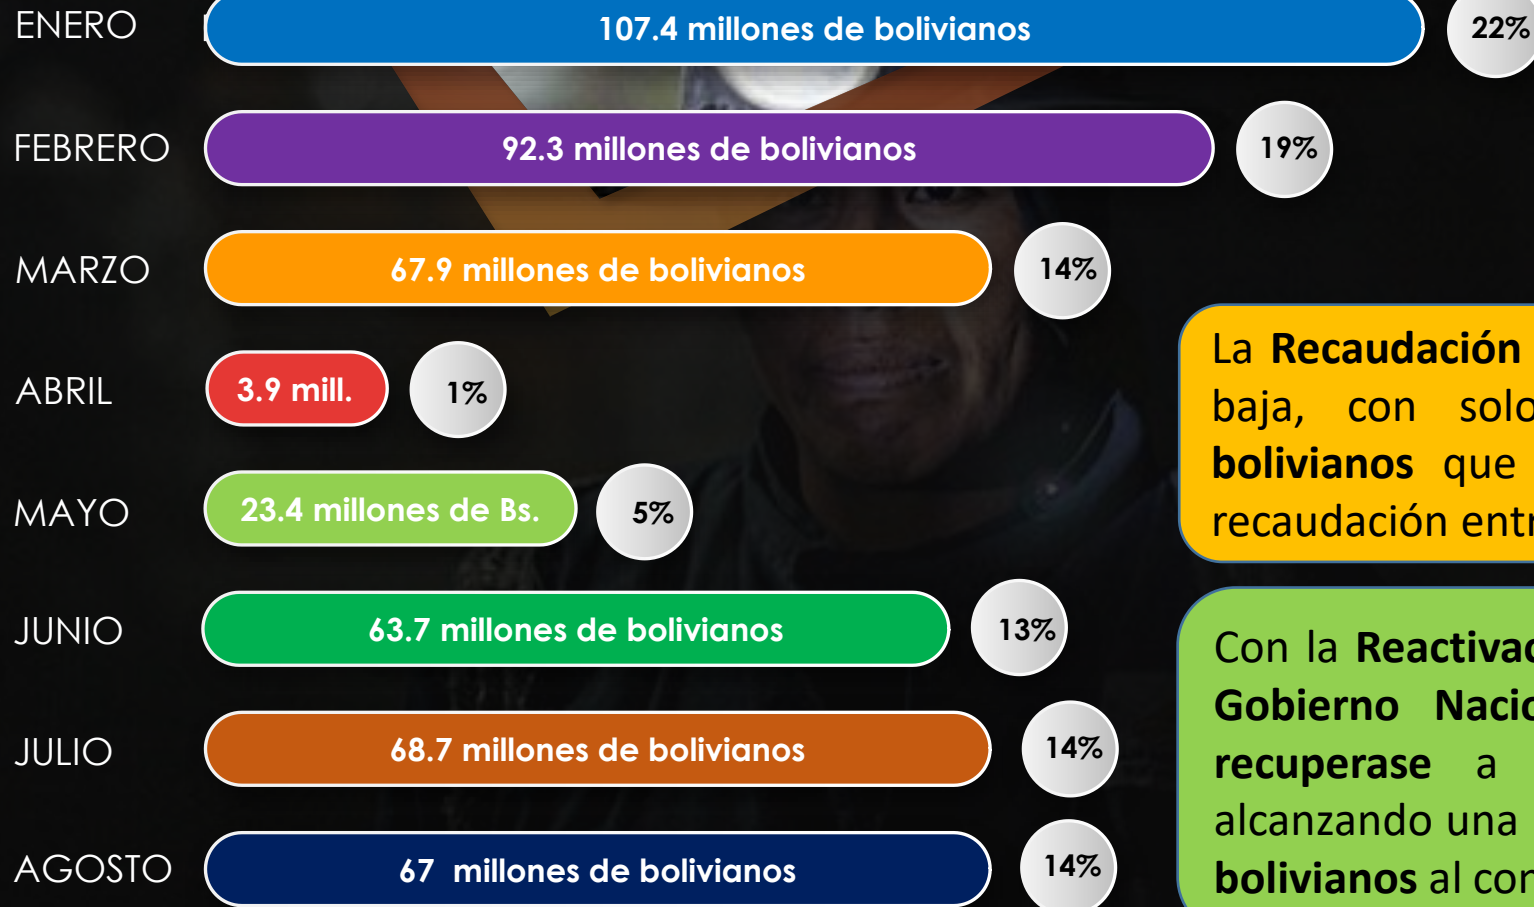 ENERO
107.4 millones de bolivianos
22%
FEBRERO
92.3 millones de bolivianos
19%
MARZO
67.9 millones de bolivianos
14%
ABRIL
3.9 mill.
1%
MAYO
23.4 millones de Bs.
5%
JUNIO
63.7 millones de bolivianos
13%
JULIO
68.7 millones de bolivianos
14%
AGOSTO
67 millones de bolivianos
14%
La Recaudación
baja, con solo
bolivianos que
recaudación
Con la
Gobierno
recuperase a
alcanzando una
bolivianos al